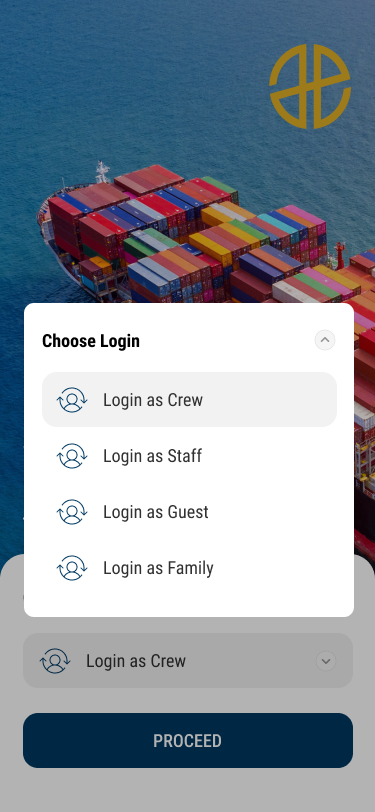 Choose Login
Login as Crew
Login as Staff
Login as Guest
Login as Family
Login as Crew
PROCEED